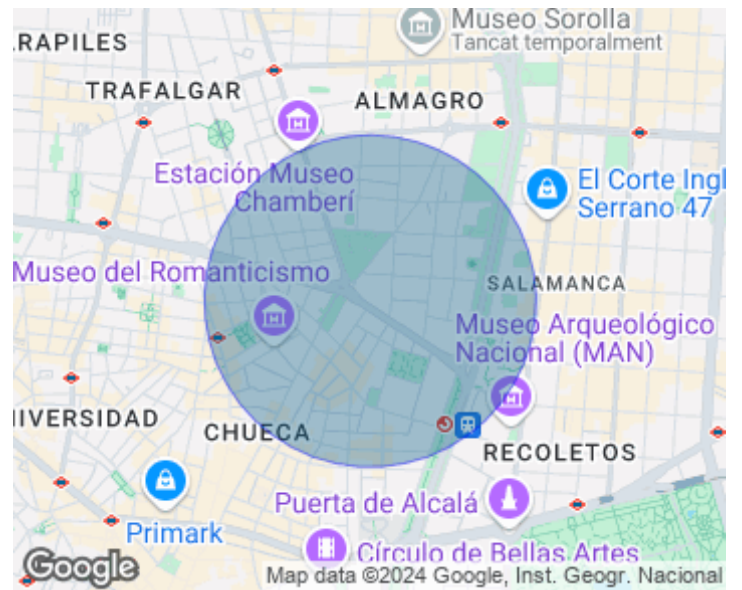 Museo Sorolla
Tancat temporalment
RAPILES
TRAFALGAR
ALMAGRO
Estación Museo
Chamberí
El Corte Ingl
Serrano 47
Museo del Romanticismo
SALAMANCA
Museo Arqueológico
Nacional (MAN)
IVERSIDAD
CHUECA
RECOLETOS
Puerta de Alcalá
Primark
Círculo de Bellas Artes
Google
Map data ©2024 Google, Inst. Geogr. Nacional